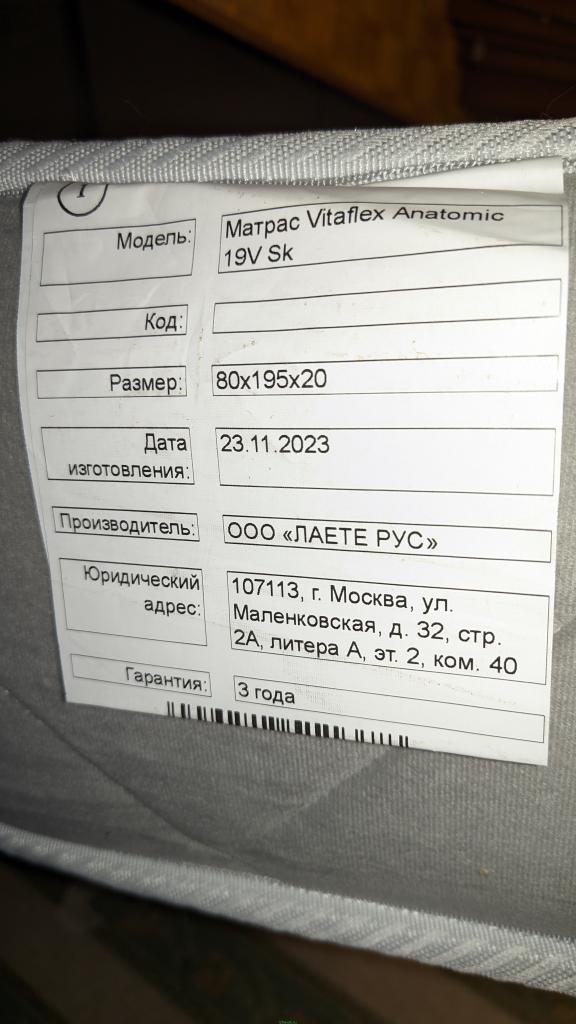 Модель:
Матрас Vitaflex Anatomic
19V Sk
Код:
Размер:
80x195x20
Дата
изготовления:
23.11.2023
Производитель:
ООО «ЛАЕТЕ РУС»
Юридический
адрес:
107113, г. Москва, ул.
Маленковская, д. 32, стр.
2А, литера А, эт. 2, ком. 40
Гарантия:
3 года